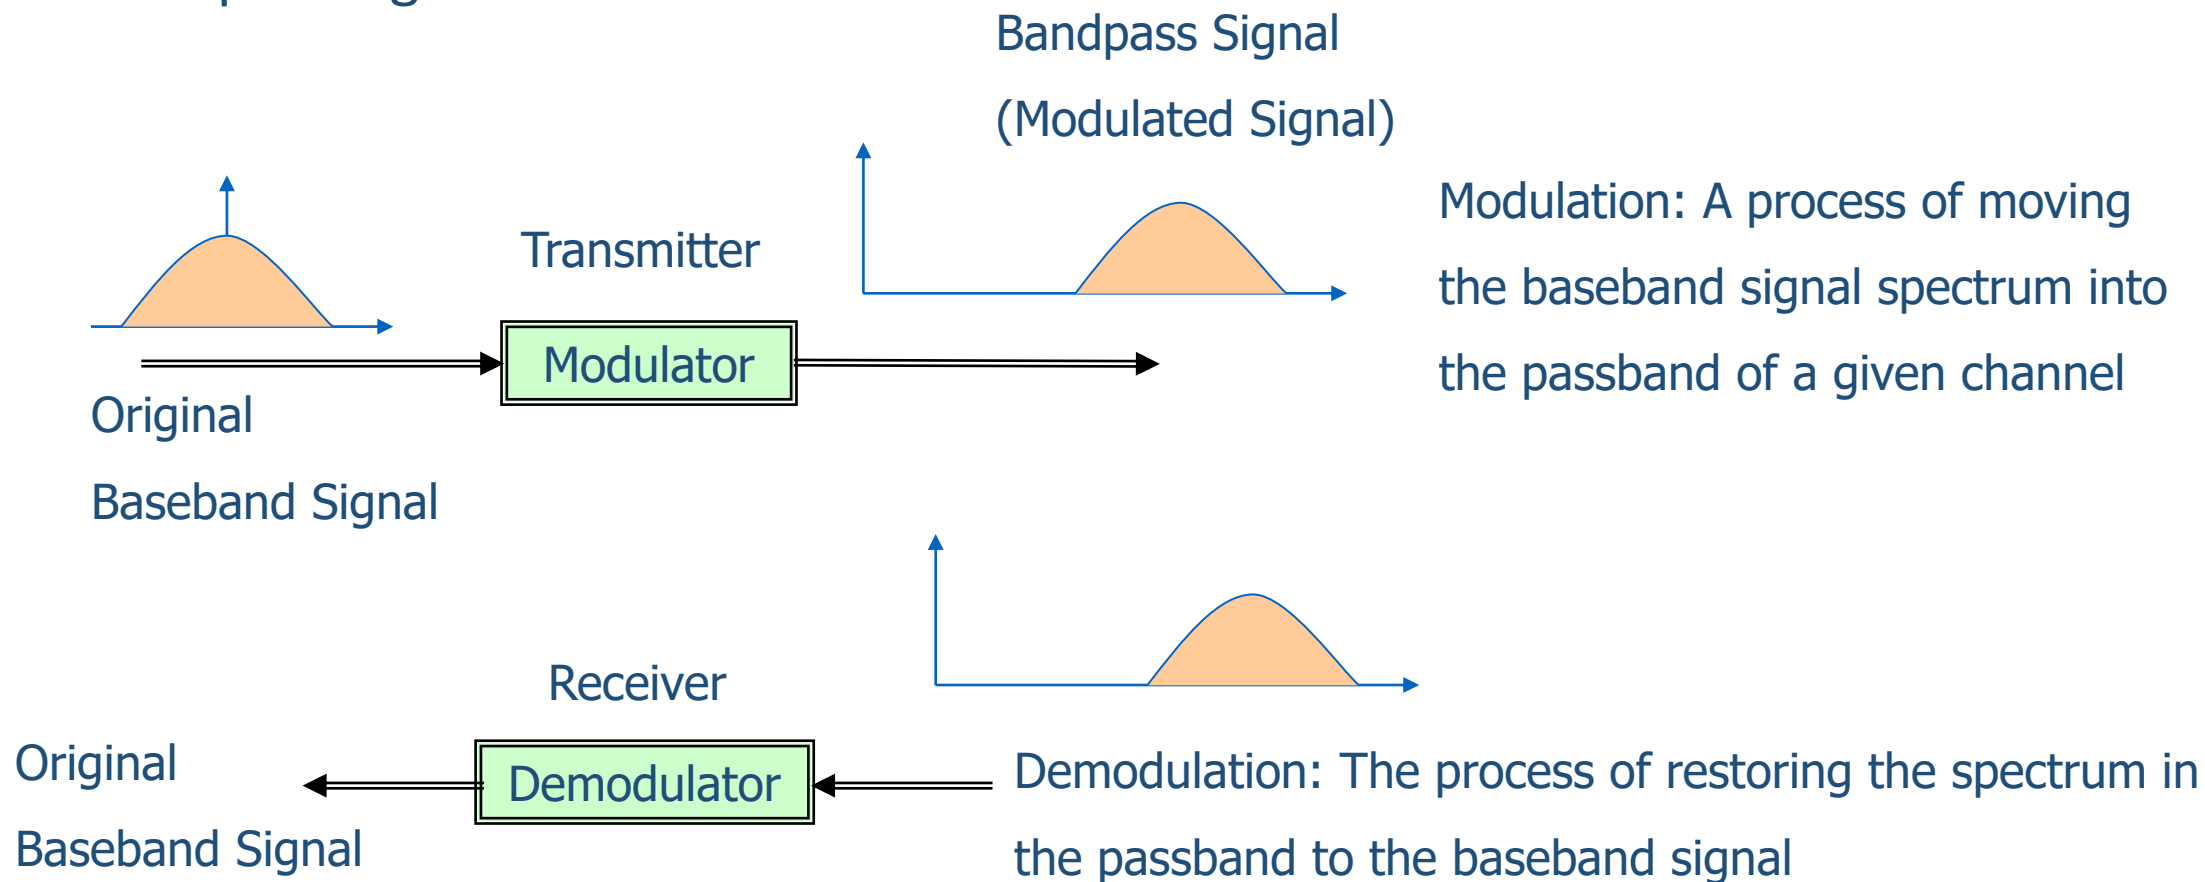 Bandpass Signal
(Modulated Signal)
Modulation: A process of moving
the baseband signal spectrum into
the passband of a given channel
Transmitter
Modulator
Original
Baseband Signal
Receiver
Demodulator
Original
Baseband Signal
Demodulation: The process of restoring the spectrum in
the passband to the baseband signal